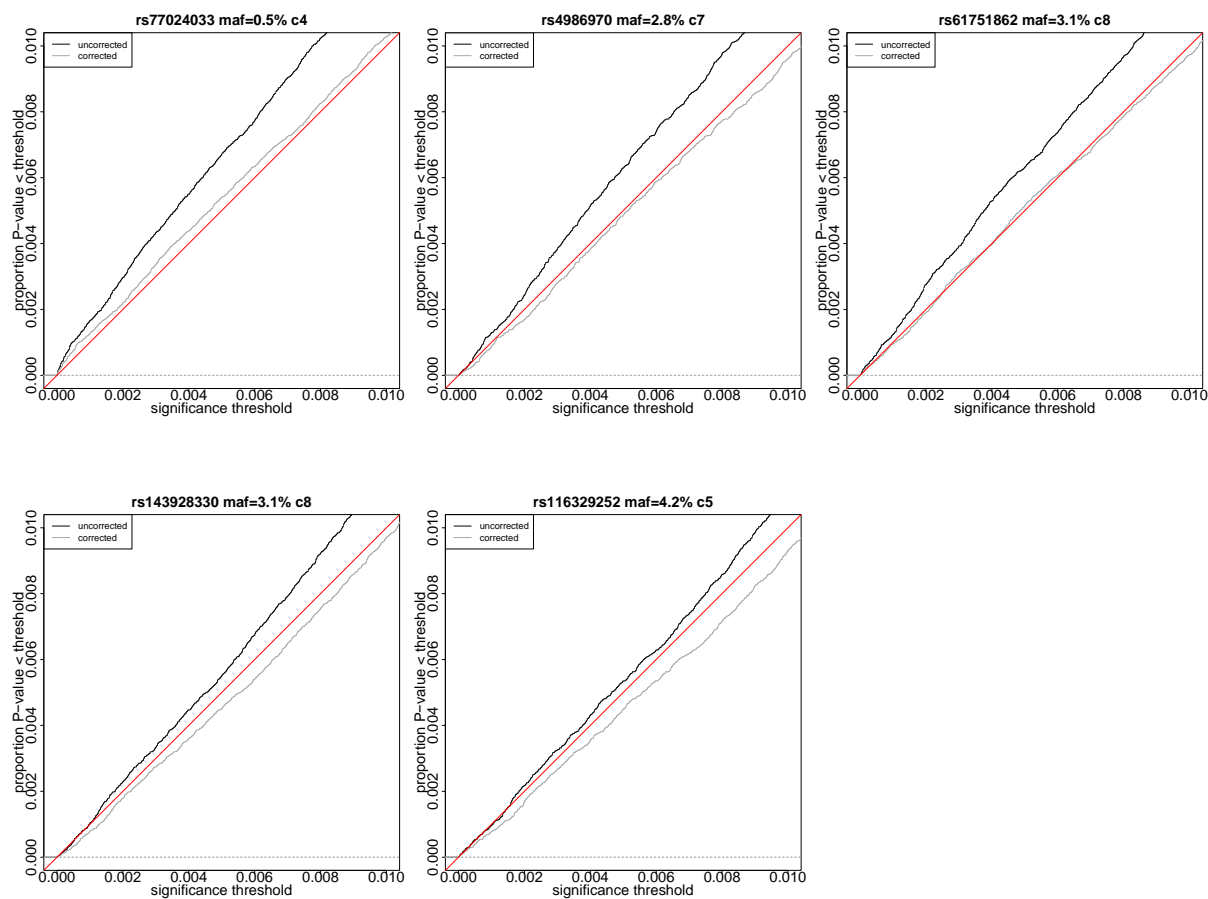 rs77024033 maf=0.5% c4
uncorrected
corrected
proportion P−value < threshold
0.000 0.002 0.004 0.006 0.008 0.010
0.000 0.002 0.004 0.006 0.008 0.010
significance threshold
rs4986970 maf=2.8% c7
uncorrected
corrected
proportion P−value < threshold
0.000 0.002 0.004 0.006 0.008 0.010
0.000 0.002 0.004 0.006 0.008 0.010
significance threshold
rs61751862 maf=3.1% c8
uncorrected
corrected
proportion P−value < threshold
0.000 0.002 0.004 0.006 0.008 0.010
0.000 0.002 0.004 0.006 0.008 0.010
significance threshold
rs143928330 maf=3.1% c8
uncorrected
corrected
proportion P−value < threshold
0.000 0.002 0.004 0.006 0.008 0.010
0.000 0.002 0.004 0.006 0.008 0.010
significance threshold
rs116329252 maf=4.2% c5
uncorrected
corrected
proportion P−value < threshold
0.000 0.002 0.004 0.006 0.008 0.010
0.000 0.002 0.004 0.006 0.008 0.010
significance threshold